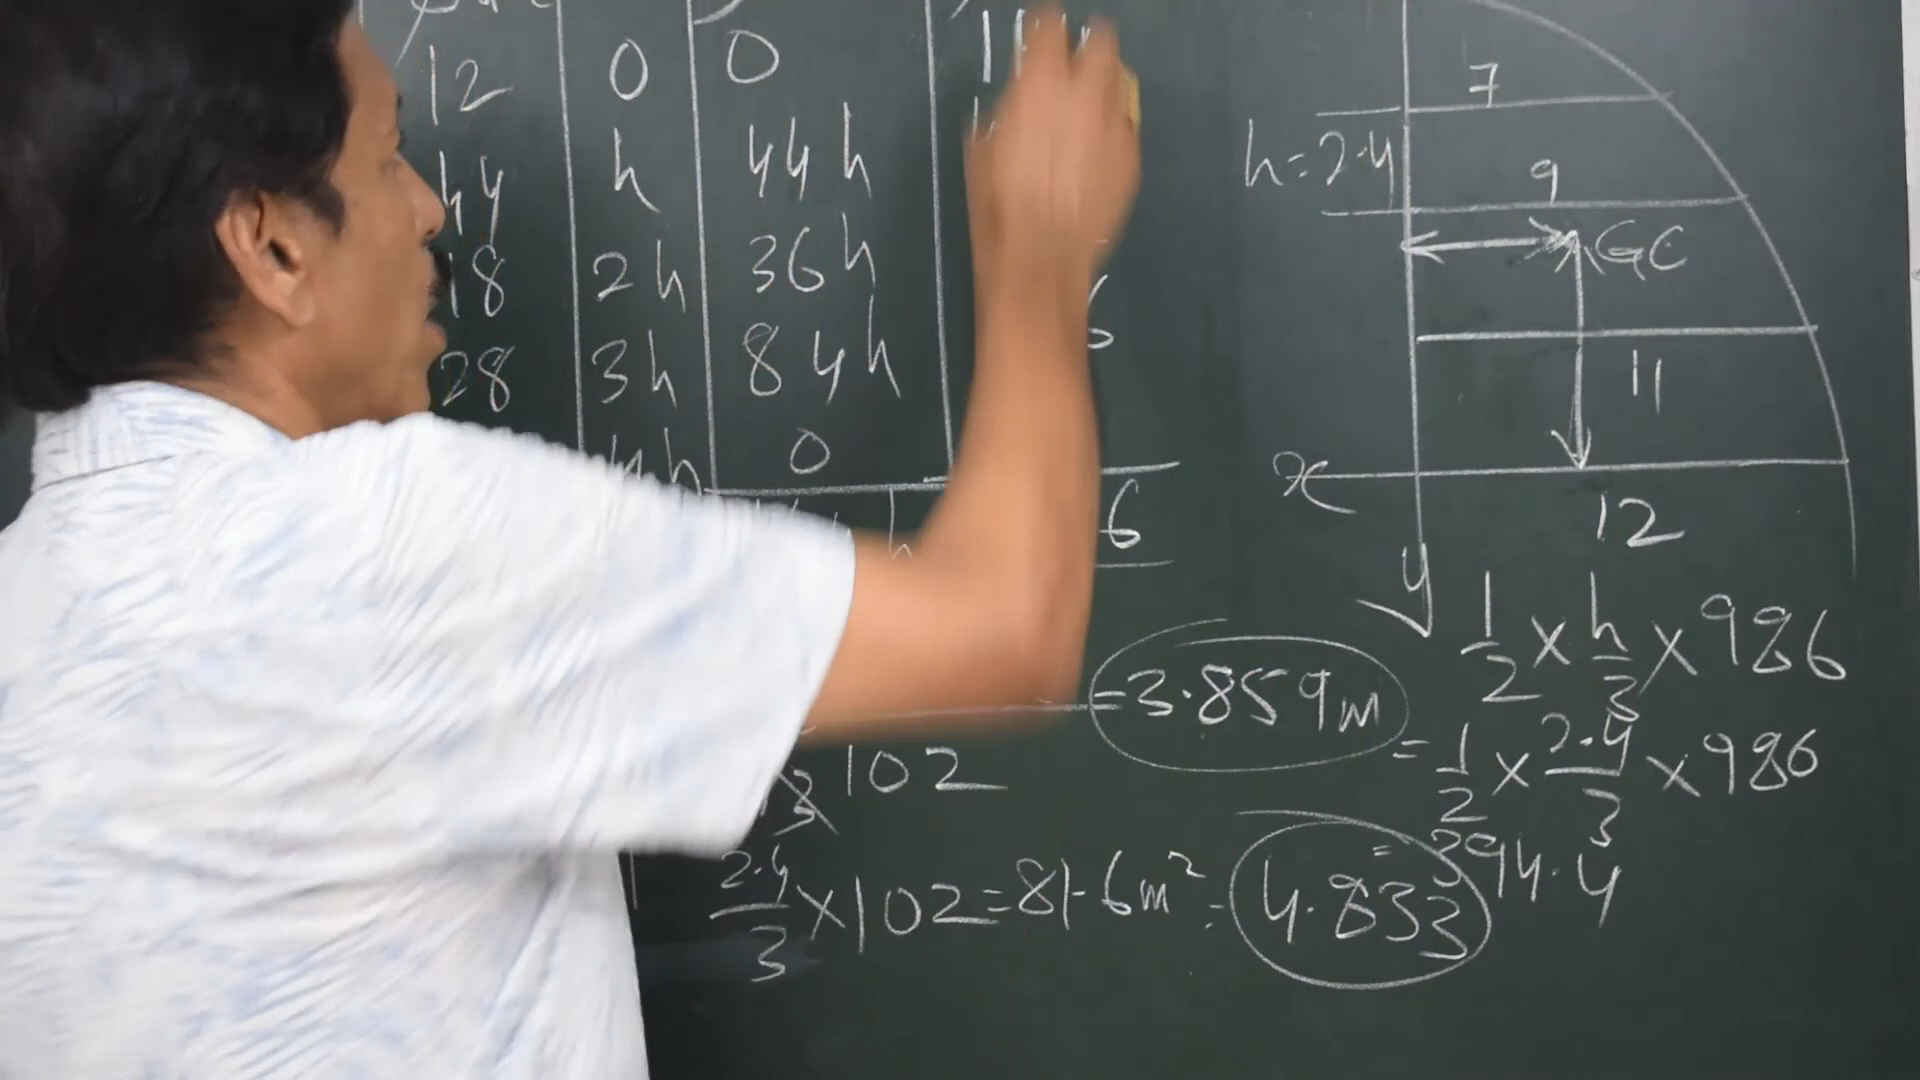 12 0 0
44 h 44h
18 2h 36h
28 3h 84h
4h 0
h 6
7
h=2.4
9
GC
11
x
12
y
1/2 × h/3 × 986
= 3.859m
= 1/2 × 2.4/3 × 986
= 394.4
3 102
2.4/3 × 102 = 81.6m² = 4.833